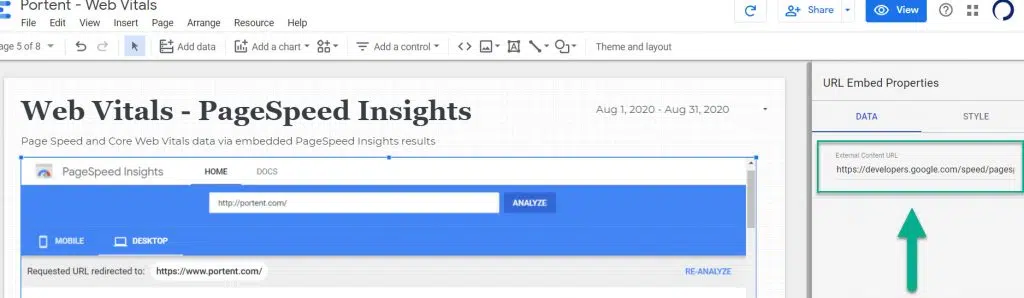 Portent - Web Vitals
File Edit View Insert Page Arrange Resource Help
Share
View
age 5 of 8
Add data
Add a chart
Add a control
Theme and layout
Web Vitals - PageSpeed Insights
Aug 1, 2020 - Aug 31, 2020
Page Speed and Core Web Vitals data via embedded PageSpeed Insights results
PageSpeed Insights
HOME
DOCS
http://portent.com/
ANALYZE
MOBILE
DESKTOP
Requested URL redirected to: https://www.portent.com/
RE-ANALYZE
URL Embed Properties
DATA
STYLE
External Content URL
https://developers.google.com/speed/pages